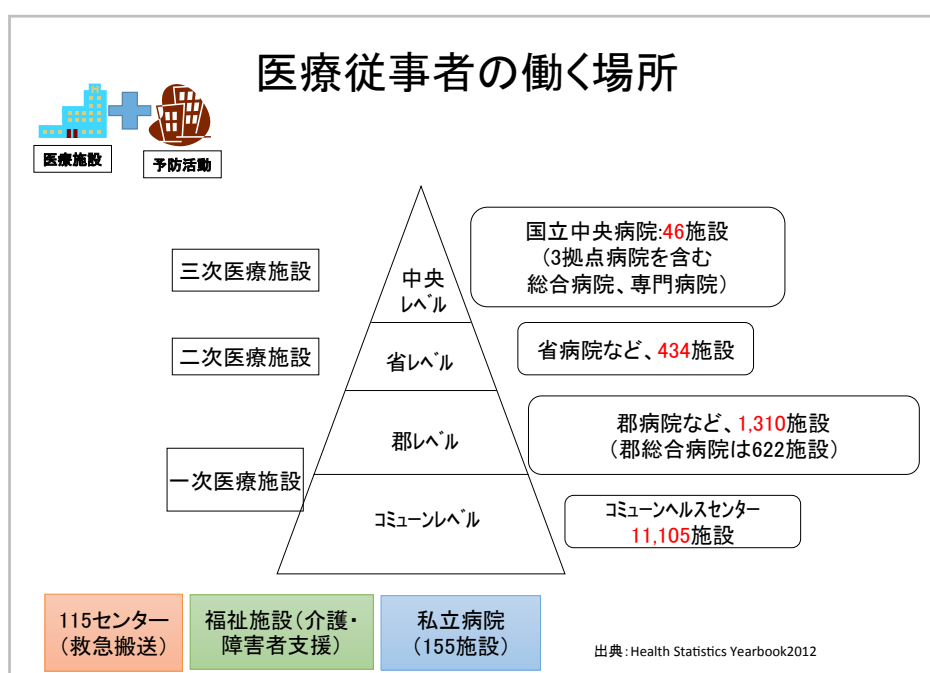 医療従事者の働く場所
医療施設
予防活動
三次医療施設
中央
レベル
国立中央病院:46施設
(3拠点病院を含む
総合病院、専門病院)
二次医療施設
省レベル
省病院など、434施設
郡レベル
郡病院など、1,310施設
(郡総合病院は622施設)
一次医療施設
コミューンレベル
コミューンヘルスセンター
11,105施設
115センター
(救急搬送)
福祉施設(介護・
障害者支援)
私立病院
(155施設)
出典:Health Statistics Yearbook2012